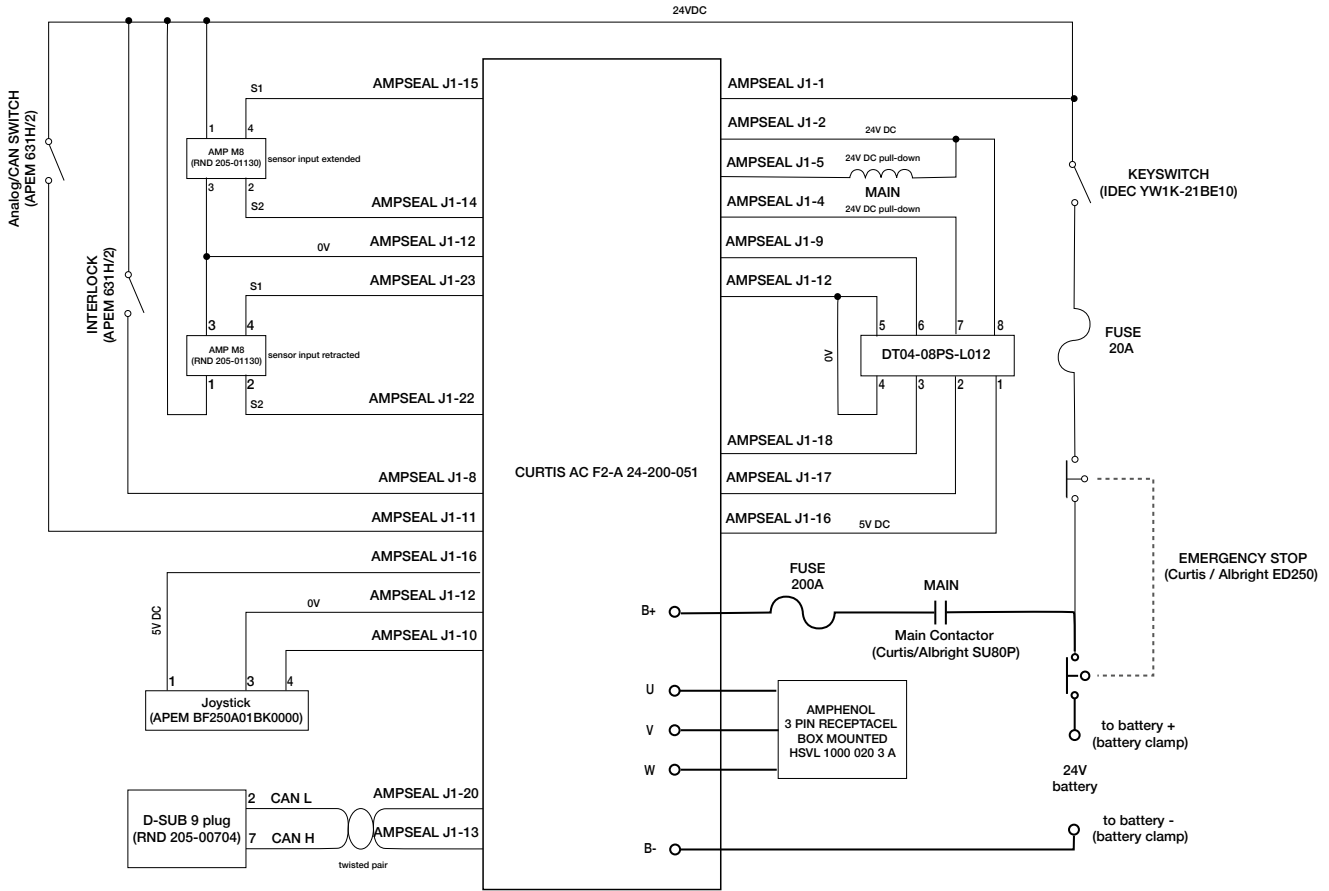 24VDC
Analog/CAN SWITCH
(APEM 631H/2)
INTERLOCK
(APEM 631H/2)
S1
AMPSEAL J1-15
1
4
AMP M8
(RND 205-01130)
sensor input extended
3
2
S2
AMPSEAL J1-14
0V
AMPSEAL J1-12
AMPSEAL J1-23
S1
3
4
AMP M8
(RND 205-01130)
sensor input retracted
1
2
S2
AMPSEAL J1-22
AMPSEAL J1-8
AMPSEAL J1-11
AMPSEAL J1-16
5V DC
0V
AMPSEAL J1-12
AMPSEAL J1-10
1
3
4
Joystick
(APEM BF250A01BK0000)
D-SUB 9 plug
(RND 205-00704)
2
CAN L
7
CAN H
twisted pair
AMPSEAL J1-20
AMPSEAL J1-13
CURTIS AC F2-A 24-200-051
AMPSEAL J1-1
AMPSEAL J1-2
24V DC
AMPSEAL J1-5
24V DC pull-down
MAIN
AMPSEAL J1-4
24V DC pull-down
AMPSEAL J1-9
AMPSEAL J1-12
0V
5
6
7
8
DT04-08PS-L012
4
3
2
1
AMPSEAL J1-18
AMPSEAL J1-17
AMPSEAL J1-16
5V DC
KEYSWITCH
(IDEC YW1K-21BE10)
FUSE
20A
EMERGENCY STOP
(Curtis / Albright ED250)
FUSE
200A
MAIN
B+
Main Contactor
(Curtis/Albright SU80P)
U
V
W
AMPHENOL
3 PIN RECEPTACEL
BOX MOUNTED
HSVL 1000 020 3 A
to battery +
(battery clamp)
24V
battery
to battery -
(battery clamp)
B-